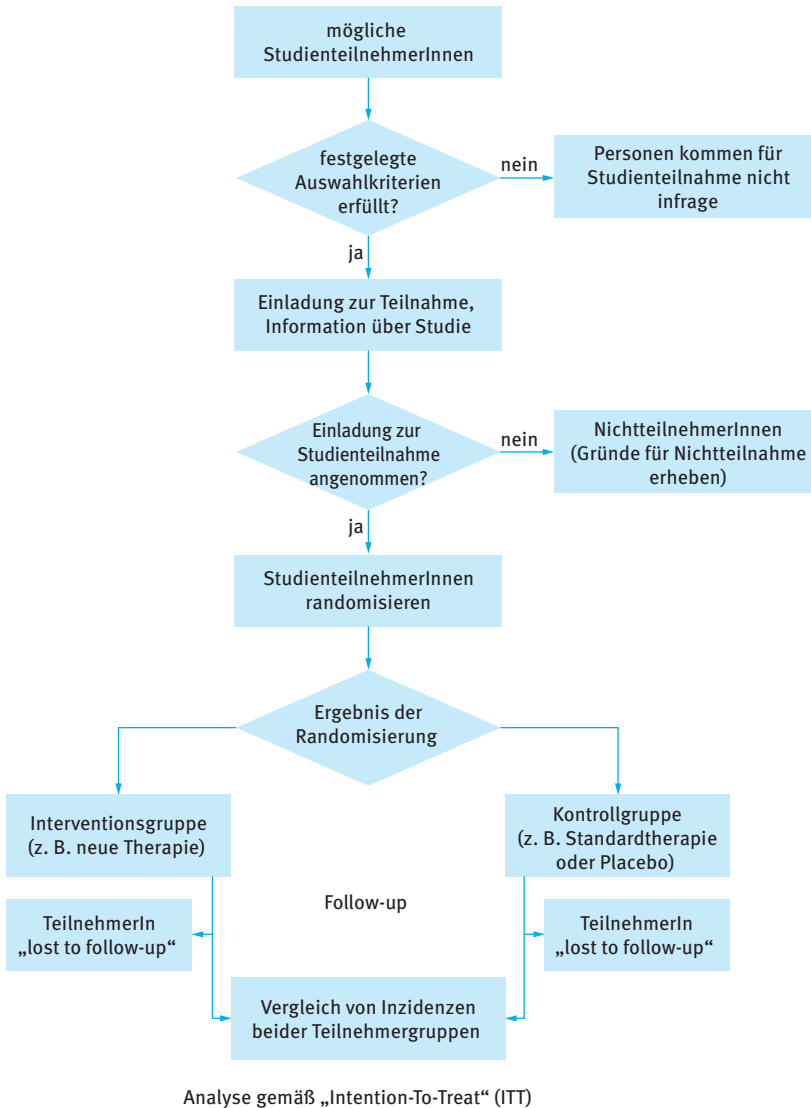 mögliche
StudienteilnehmerInnen
festgelegte
Auswahlkriterien
erfüllt?
nein
Personen kommen für
Studienteilnahme nicht
infrage
ja
Einladung zur Teilnahme,
Information über Studie
Einladung zur
Studienteilnahme
angenommen?
nein
NichtteilnehmerInnen
(Gründe für Nichtteilnahme
erheben)
ja
StudienteilnehmerInnen
randomisieren
Ergebnis der
Randomisierung
Interventionsgruppe
(z. B. neue Therapie)
Kontrollgruppe
(z. B. Standardtherapie
oder Placebo)
Follow-up
TeilnehmerIn
„lost to follow-up“
TeilnehmerIn
„lost to follow-up“
Vergleich von Inzidenzen
beider Teilnehmergruppen
Analyse gemäß „Intention-To-Treat“ (ITT)